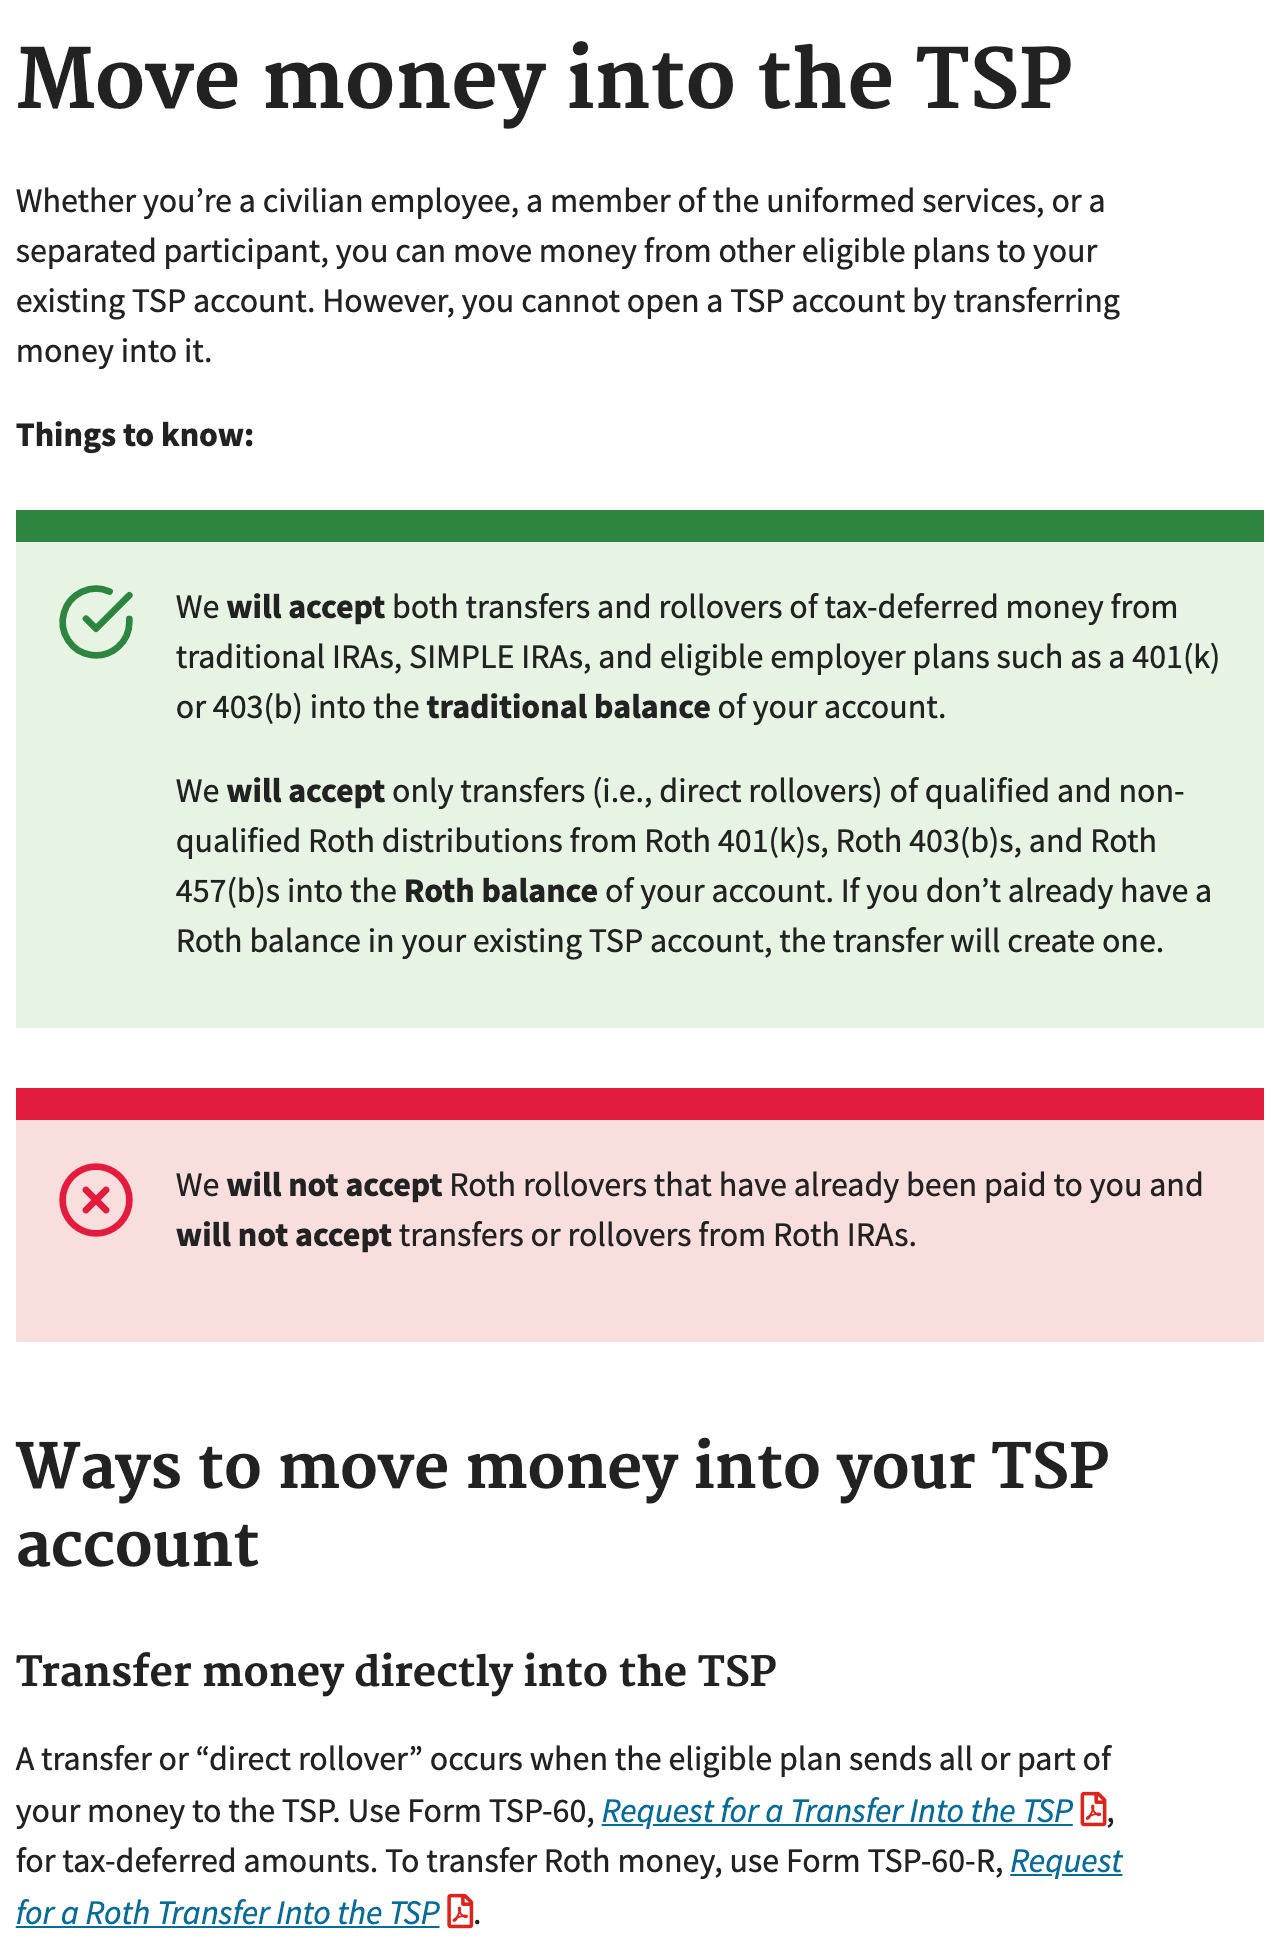 Move money into the TSP
Whether you’re a civilian employee, a member of the uniformed services, or a
separated participant, you can move money from other eligible plans to your
existing TSP account. However, you cannot open a TSP account by transferring
money into it.
Things to know:
We will accept both transfers and rollovers of tax-deferred money from
traditional IRAs, SIMPLE IRAs, and eligible employer plans such as a 401(k)
or 403(b) into the traditional balance of your account.
We will accept only transfers (i.e., direct rollovers) of qualified and non-
qualified Roth distributions from Roth 401(k)s, Roth 403(b)s, and Roth
457(b)s into the Roth balance of your account. If you don’t already have a
Roth balance in your existing TSP account, the transfer will create one.
We will not accept Roth rollovers that have already been paid to you and
will not accept transfers or rollovers from Roth IRAs.
Ways to move money into your TSP
account
Transfer money directly into the TSP
A transfer or “direct rollover” occurs when the eligible plan sends all or part of
your money to the TSP. Use Form TSP-60, Request for a Transfer Into the TSP,
for tax-deferred amounts. To transfer Roth money, use Form TSP-60-R, Request
for a Roth Transfer Into the TSP.